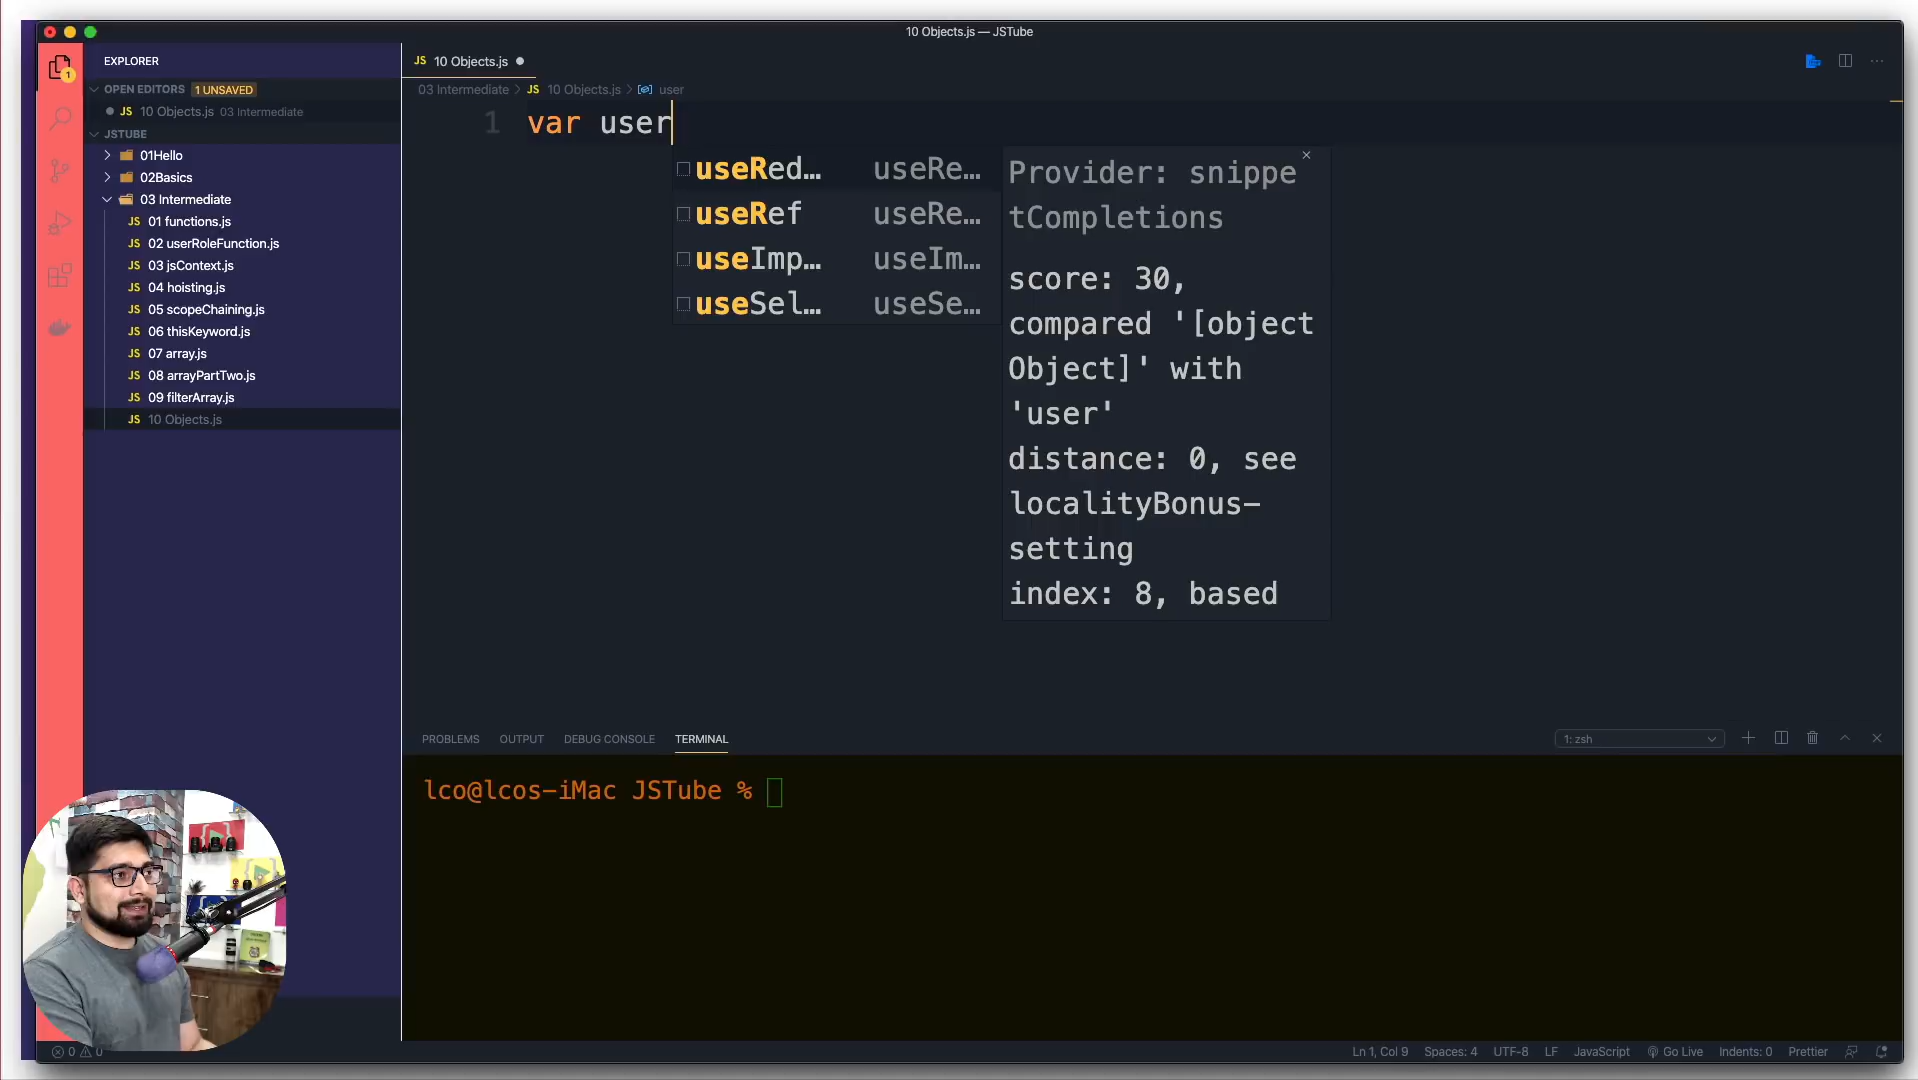 10 Objects.js — JSTube
1
EXPLORER
OPEN EDITORS 1 UNSAVED
JS 10 Objects.js 03 Intermediate
JSTUBE
01Hello
02Basics
03 Intermediate
JS 01 functions.js
JS 02 userRoleFunction.js
JS 03 jsContext.js
JS 04 hoisting.js
JS 05 scopeChaining.js
JS 06 thisKeyword.js
JS 07 array.js
JS 08 arrayPartTwo.js
JS 09 filterArray.js
JS 10 Objects.js
JS 10 Objects.js
03 Intermediate > JS 10 Objects.js > user
1 var user
useRed… useRe…
useRef useRe…
useImp… useIm…
useSel… useSe…
Provider: snippe
tCompletions
score: 30,
compared '[object
Object]' with
'user'
distance: 0, see
localityBonus-
setting
index: 8, based
PROBLEMS OUTPUT DEBUG CONSOLE TERMINAL
1: zsh
lco@lcos-iMac JSTube %
0 0
Ln 1, Col 9 Spaces: 4 UTF-8 LF JavaScript Go Live Indents: 0 Prettier